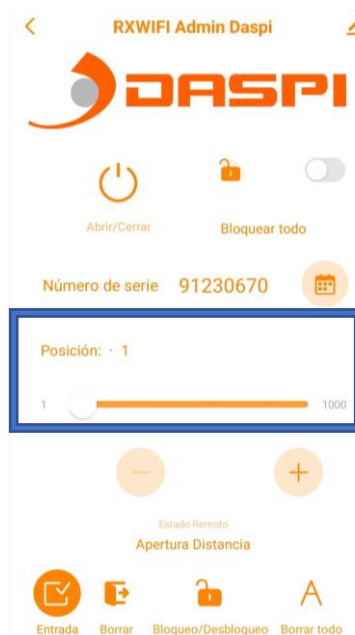 RXWIFI Admin Daspi
DASPI
Abrir/Cerrar
Bloquear todo
Número de serie 91230670
Posición: · 1
1 1000
Estado Remoto
Apertura Distancia
Entrada Borrar Bloqueo/Desbloqueo Borrar todo